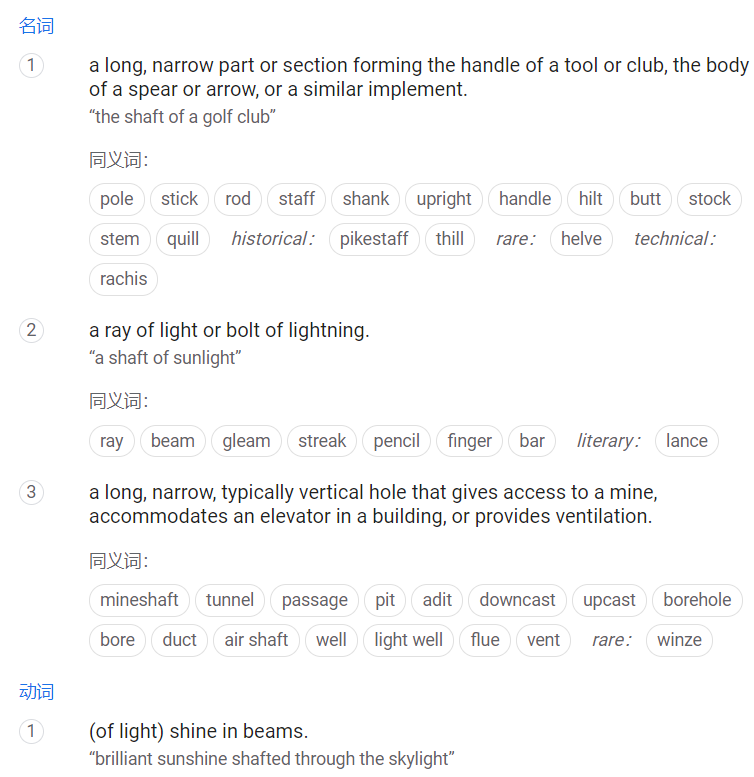 名词
1
a long, narrow part or section forming the handle of a tool or club, the body
of a spear or arrow, or a similar implement.
“the shaft of a golf club”
同义词：
pole stick rod staff shank upright handle hilt butt stock
stem quill historical： pikestaff thill rare： helve technical：
rachis
2
a ray of light or bolt of lightning.
“a shaft of sunlight”
同义词：
ray beam gleam streak pencil finger bar literary： lance
3
a long, narrow, typically vertical hole that gives access to a mine,
accommodates an elevator in a building, or provides ventilation.
同义词：
mineshaft tunnel passage pit adit downcast upcast borehole
bore duct air shaft well light well flue vent rare： winze
动词
1
(of light) shine in beams.
“brilliant sunshine shafted through the skylight”